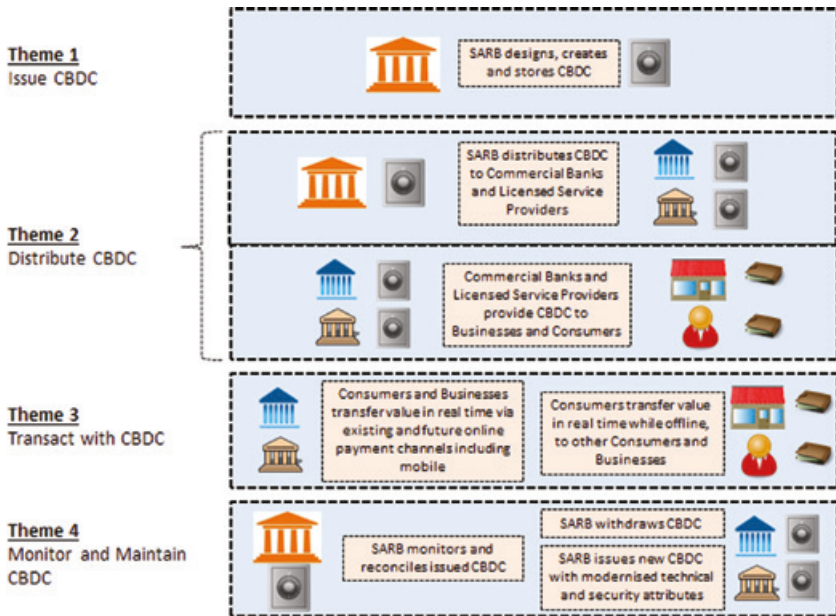 Theme 1
Issue CBDC
SARB designs, creates
and stores CBDC
Theme 2
Distribute CBDC
SARB distributes CBDC
to Commercial Banks
and Licensed Service
Providers
Commercial Banks and
Licensed Service Providers
provide CBDC to
Businesses and Consumers
Theme 3
Transact with CBDC
Consumers and Businesses
transfer value in real time via
existing and future online
payment channels including
mobile
Consumers transfer value
in real time while offline,
to other Consumers and
Businesses
Theme 4
Monitor and Maintain
CBDC
SARB monitors and
reconciles issued CBDC
SARB withdraws CBDC
SARB issues new CBDC
with modernised technical
and security attributes